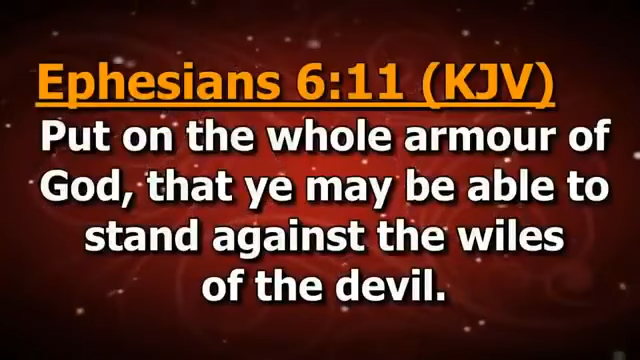 Ephesians 6:11 (KJV)
Put on the whole armour of
God, that ye may be able to
stand against the wiles
of the devil.